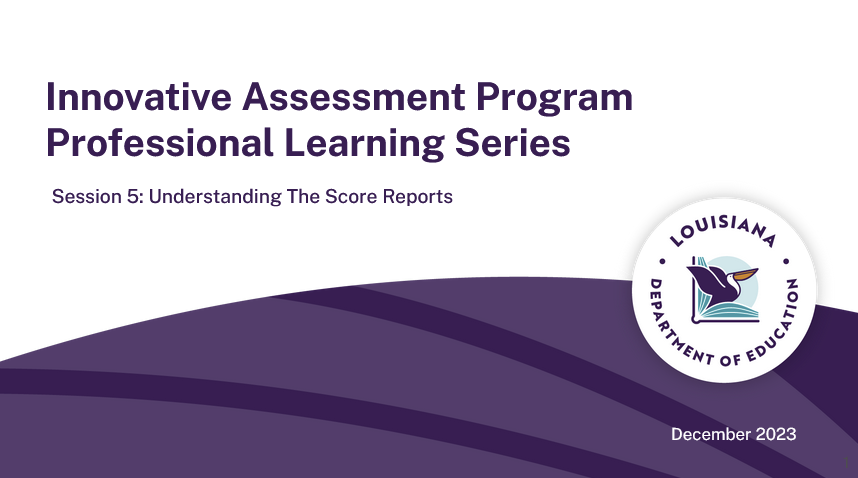 Innovative Assessment Program
Professional Learning Series
Session 5: Understanding The Score Reports
LOUISIANA
DEPARTMENT OF EDUCATION
December 2023